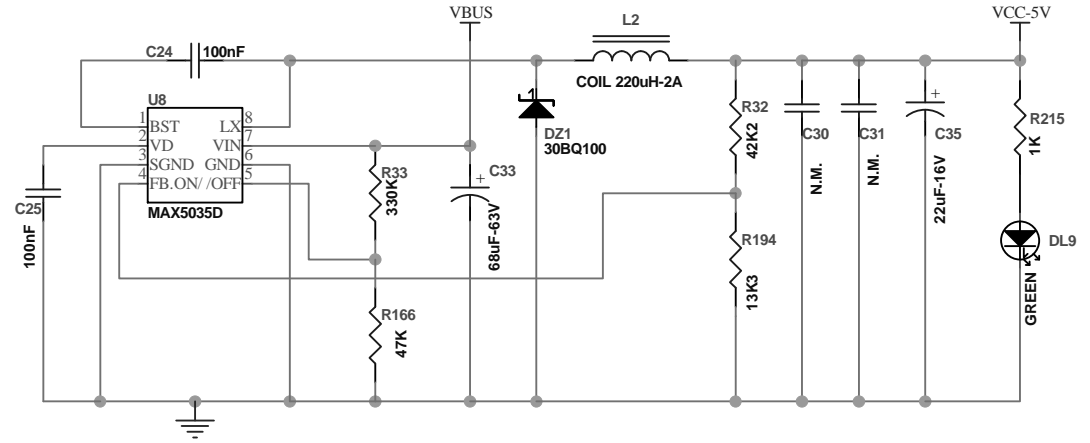 VBUS
L2
VCC-5V
C24
100nF
COIL 220uH-2A
U8
1
BST
LX
8
2
VD
VIN
7
3
SGND
GND
6
4
FB.ON/ /OFF
5
MAX5035D
C25
100nF
R33
330K
C33
+
68uF-63V
R166
47K
1
DZ1
30BQ100
R32
42K2
R194
13K3
C30
N.M.
C31
N.M.
+
C35
22uF-16V
R215
1K
DL9
GREEN